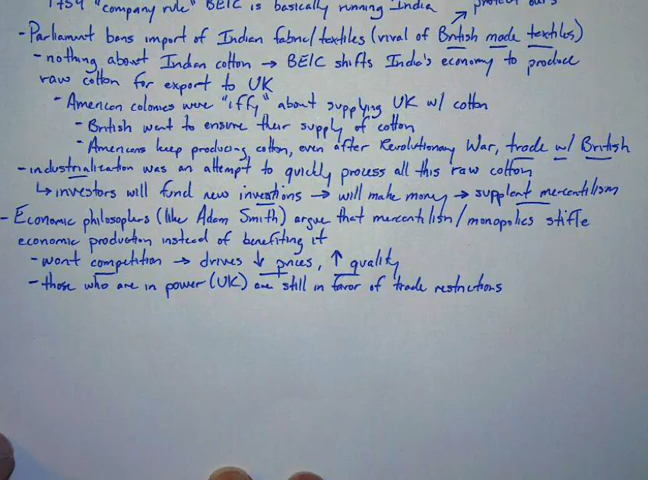 "company rule" BEIC is basically running India
- Parliament bans import of Indian fabric/textiles (rival of British made textiles)
- nothing about Indian cotton → BEIC shifts India's economy to produce
raw cotton for export to UK
- American colonies were "iffy" about supplying UK w/ cotton
- British want to ensure their supply of cotton
- Americans keep producing cotton, even after Revolutionary War, trade w/ British
- industrialization was an attempt to quickly process all this raw cotton
↳ investors will fund new inventions → will make money → supplant mercantilism
- Economic philosophers (like Adam Smith) argue that mercantilism/monopolies stifle
economic production instead of benefiting it
- want competition → drives ↓ prices, ↑ quality
- those who are in power (UK) are still in favor of trade restrictions